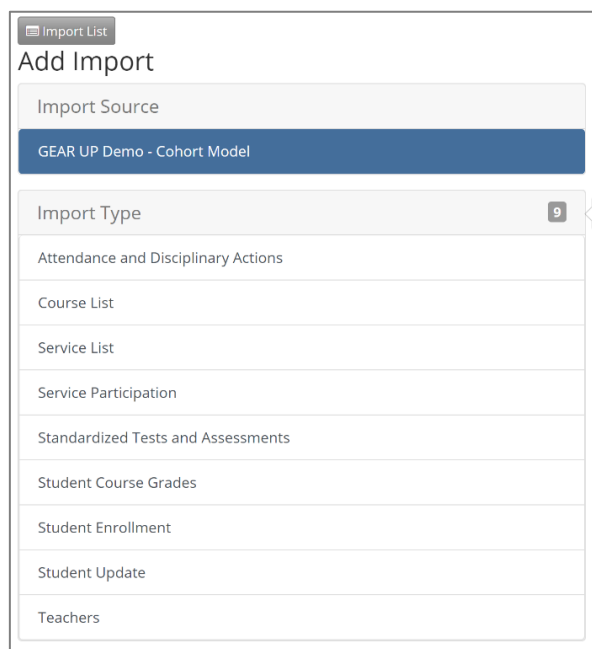 Import List
Add Import
Import Source
GEAR UP Demo - Cohort Model
Import Type 9
Attendance and Disciplinary Actions
Course List
Service List
Service Participation
Standardized Tests and Assessments
Student Course Grades
Student Enrollment
Student Update
Teachers